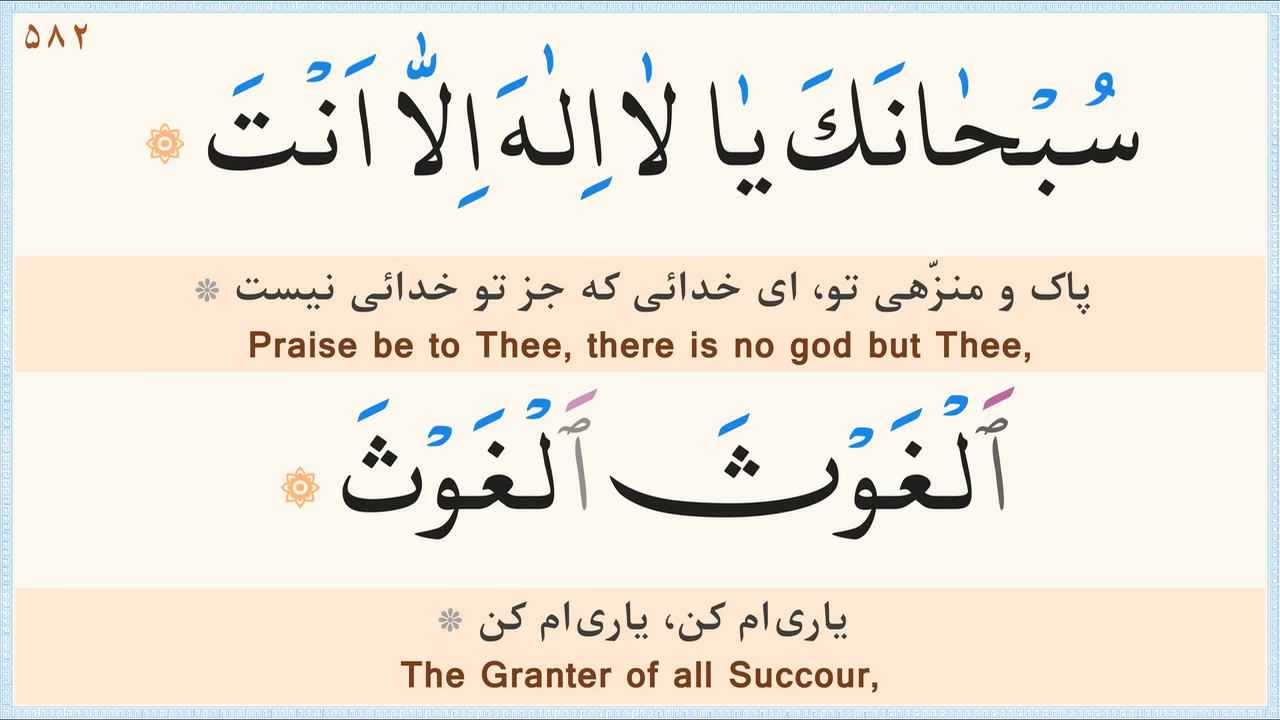 ۵۸۲
سُبْحٰانَكَ يٰا لٰا اِلٰهَ اِلّٰا اَنْتَ
پاک و منزّهی تو، ای خدائی که جز تو خدائی نیست
Praise be to Thee, there is no god but Thee,
ٱَلْغَوْثَ ٱَلْغَوْثَ
یاری‌ام کن، یاری‌ام کن
The Granter of all Succour,